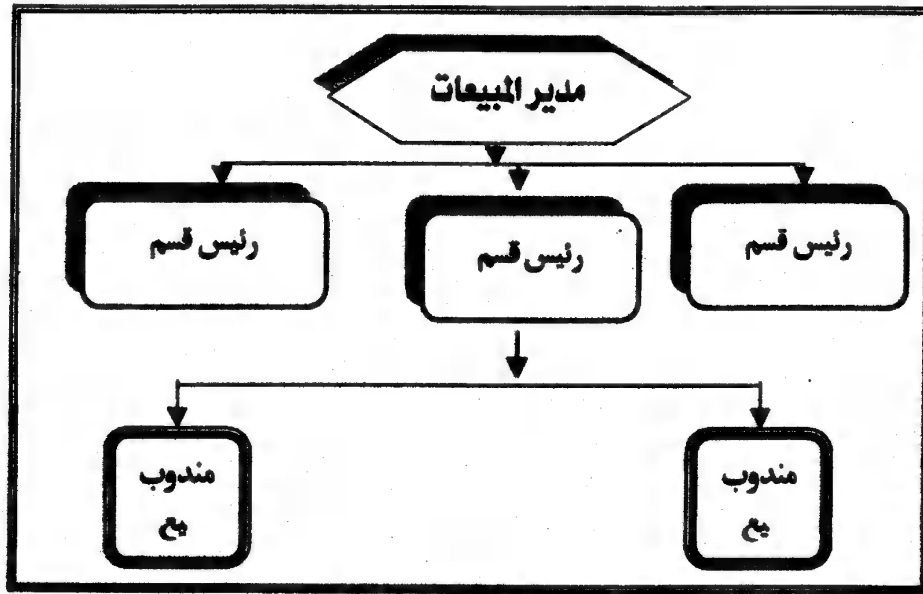 مدير المبيعات
رئيس قسم
رئيس قسم
رئيس قسم
مندوب
بيع
مندوب
بيع